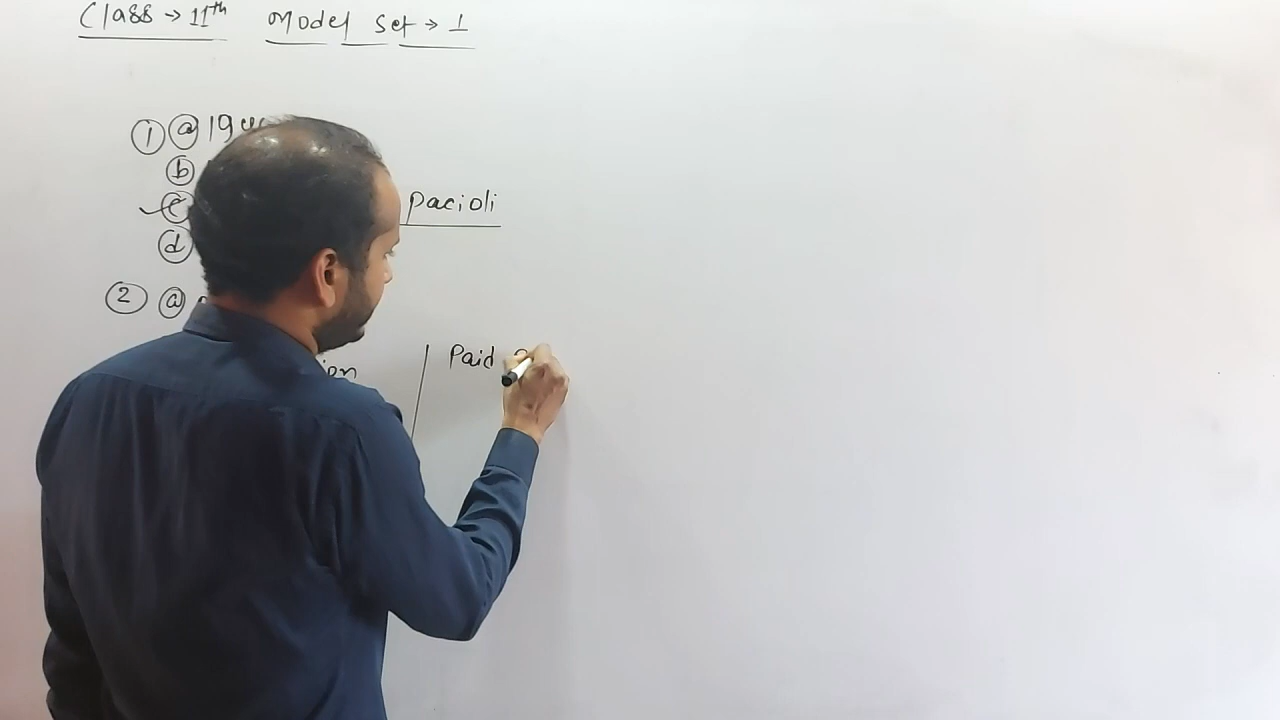 Class → 11th Model Set → 1
① ⓐ 19
ⓑ
✓ⓒ Pacioli
ⓓ
② ⓐ
Paid